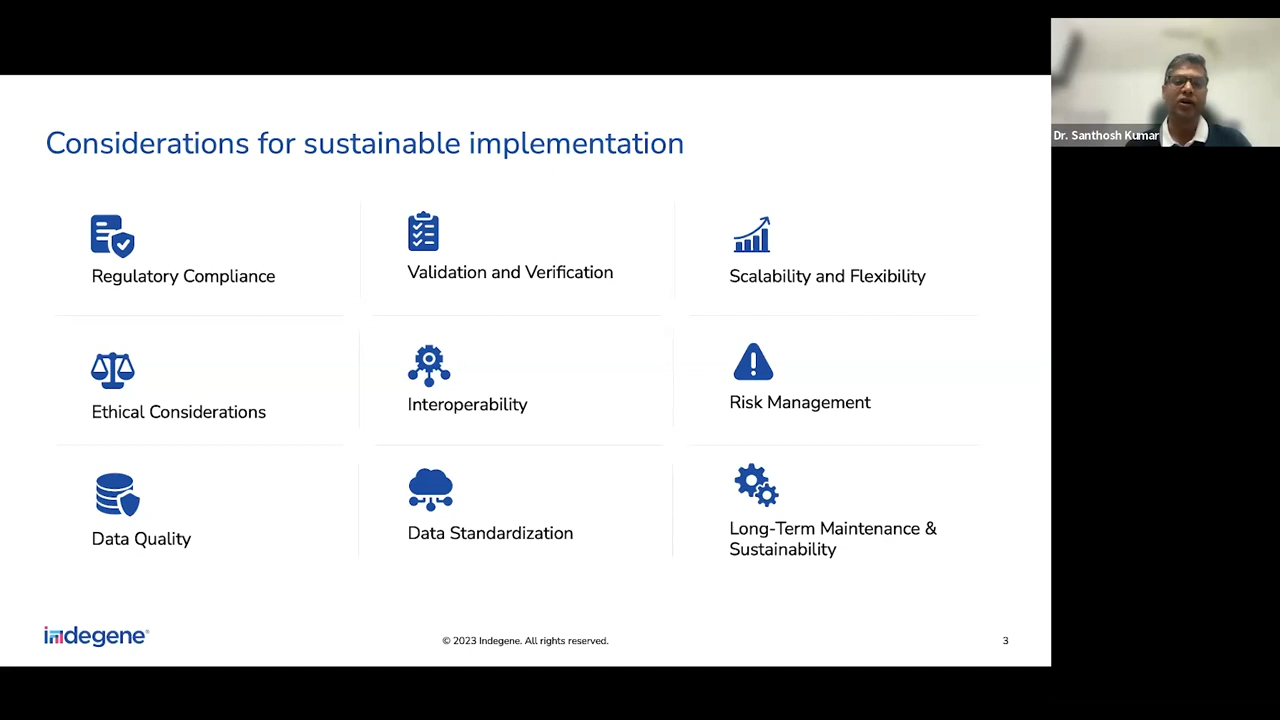 Considerations for sustainable implementation
Dr. Santhosh Kumar
Regulatory Compliance
Validation and Verification
Scalability and Flexibility
Ethical Considerations
Interoperability
Risk Management
Data Quality
Data Standardization
Long-Term Maintenance &
Sustainability
indegene®
© 2023 Indegene. All rights reserved.
3